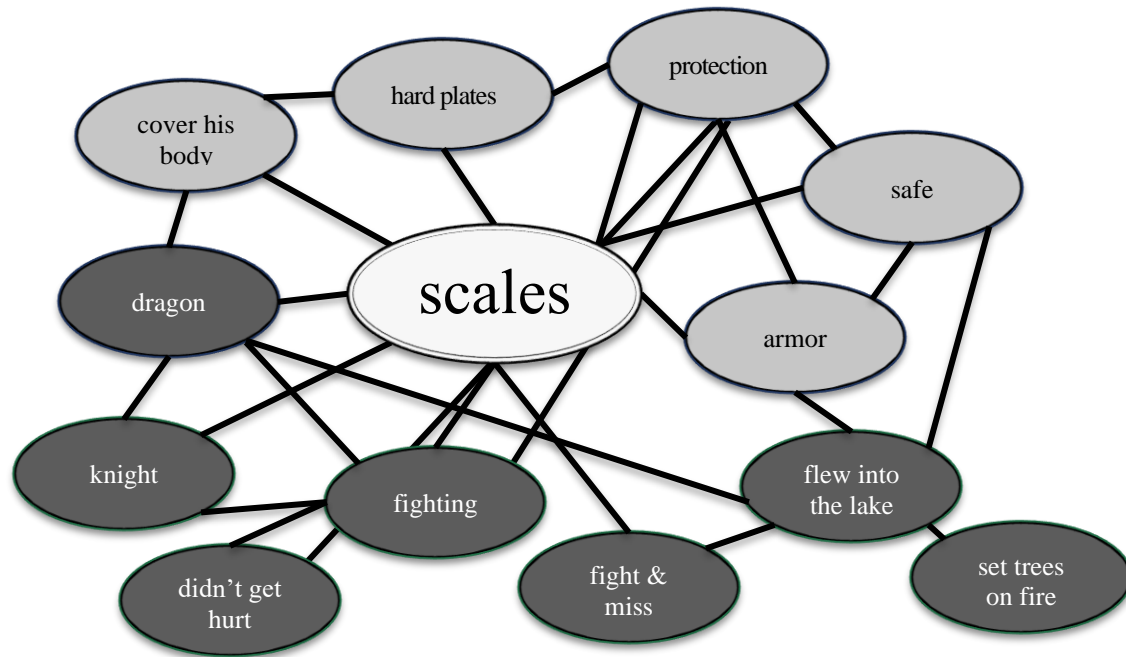 protection
hard plates
cover his
body
safe
scales
dragon
armor
knight
fighting
flew into
the lake
didn’t get
hurt
fight &
miss
set trees
on fire